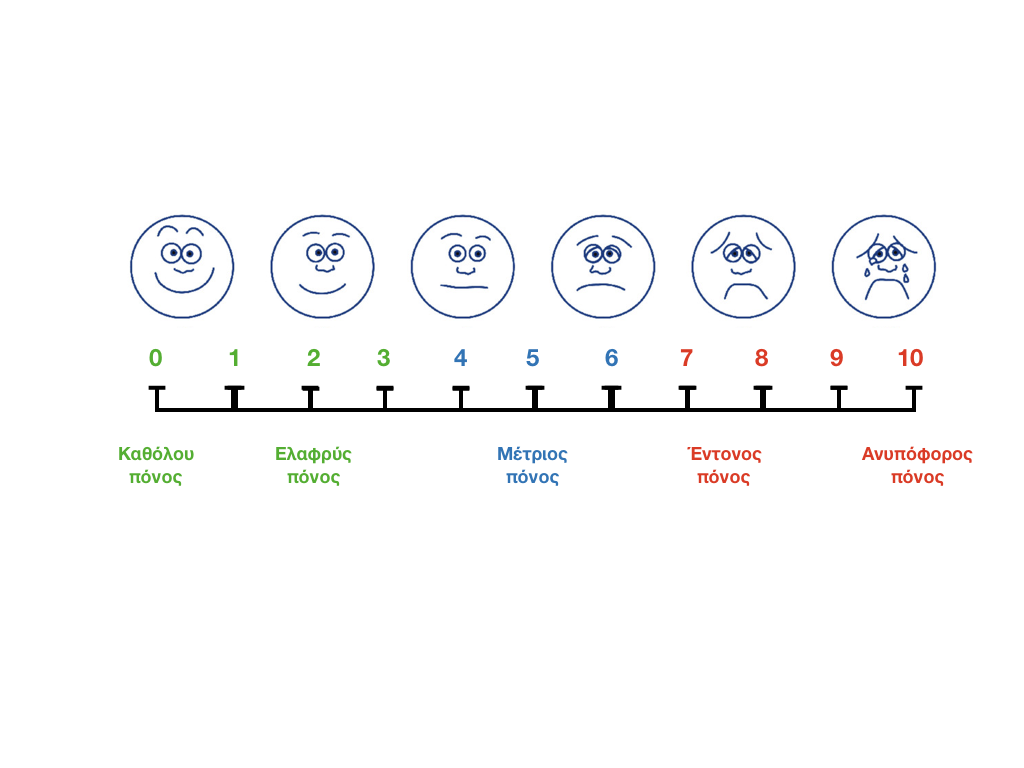 0 1 2 3 4 5 6 7 8 9 10
Καθόλου πόνος
Ελαφρύς πόνος
Μέτριος πόνος
Έντονος πόνος
Ανυπόφορος πόνος